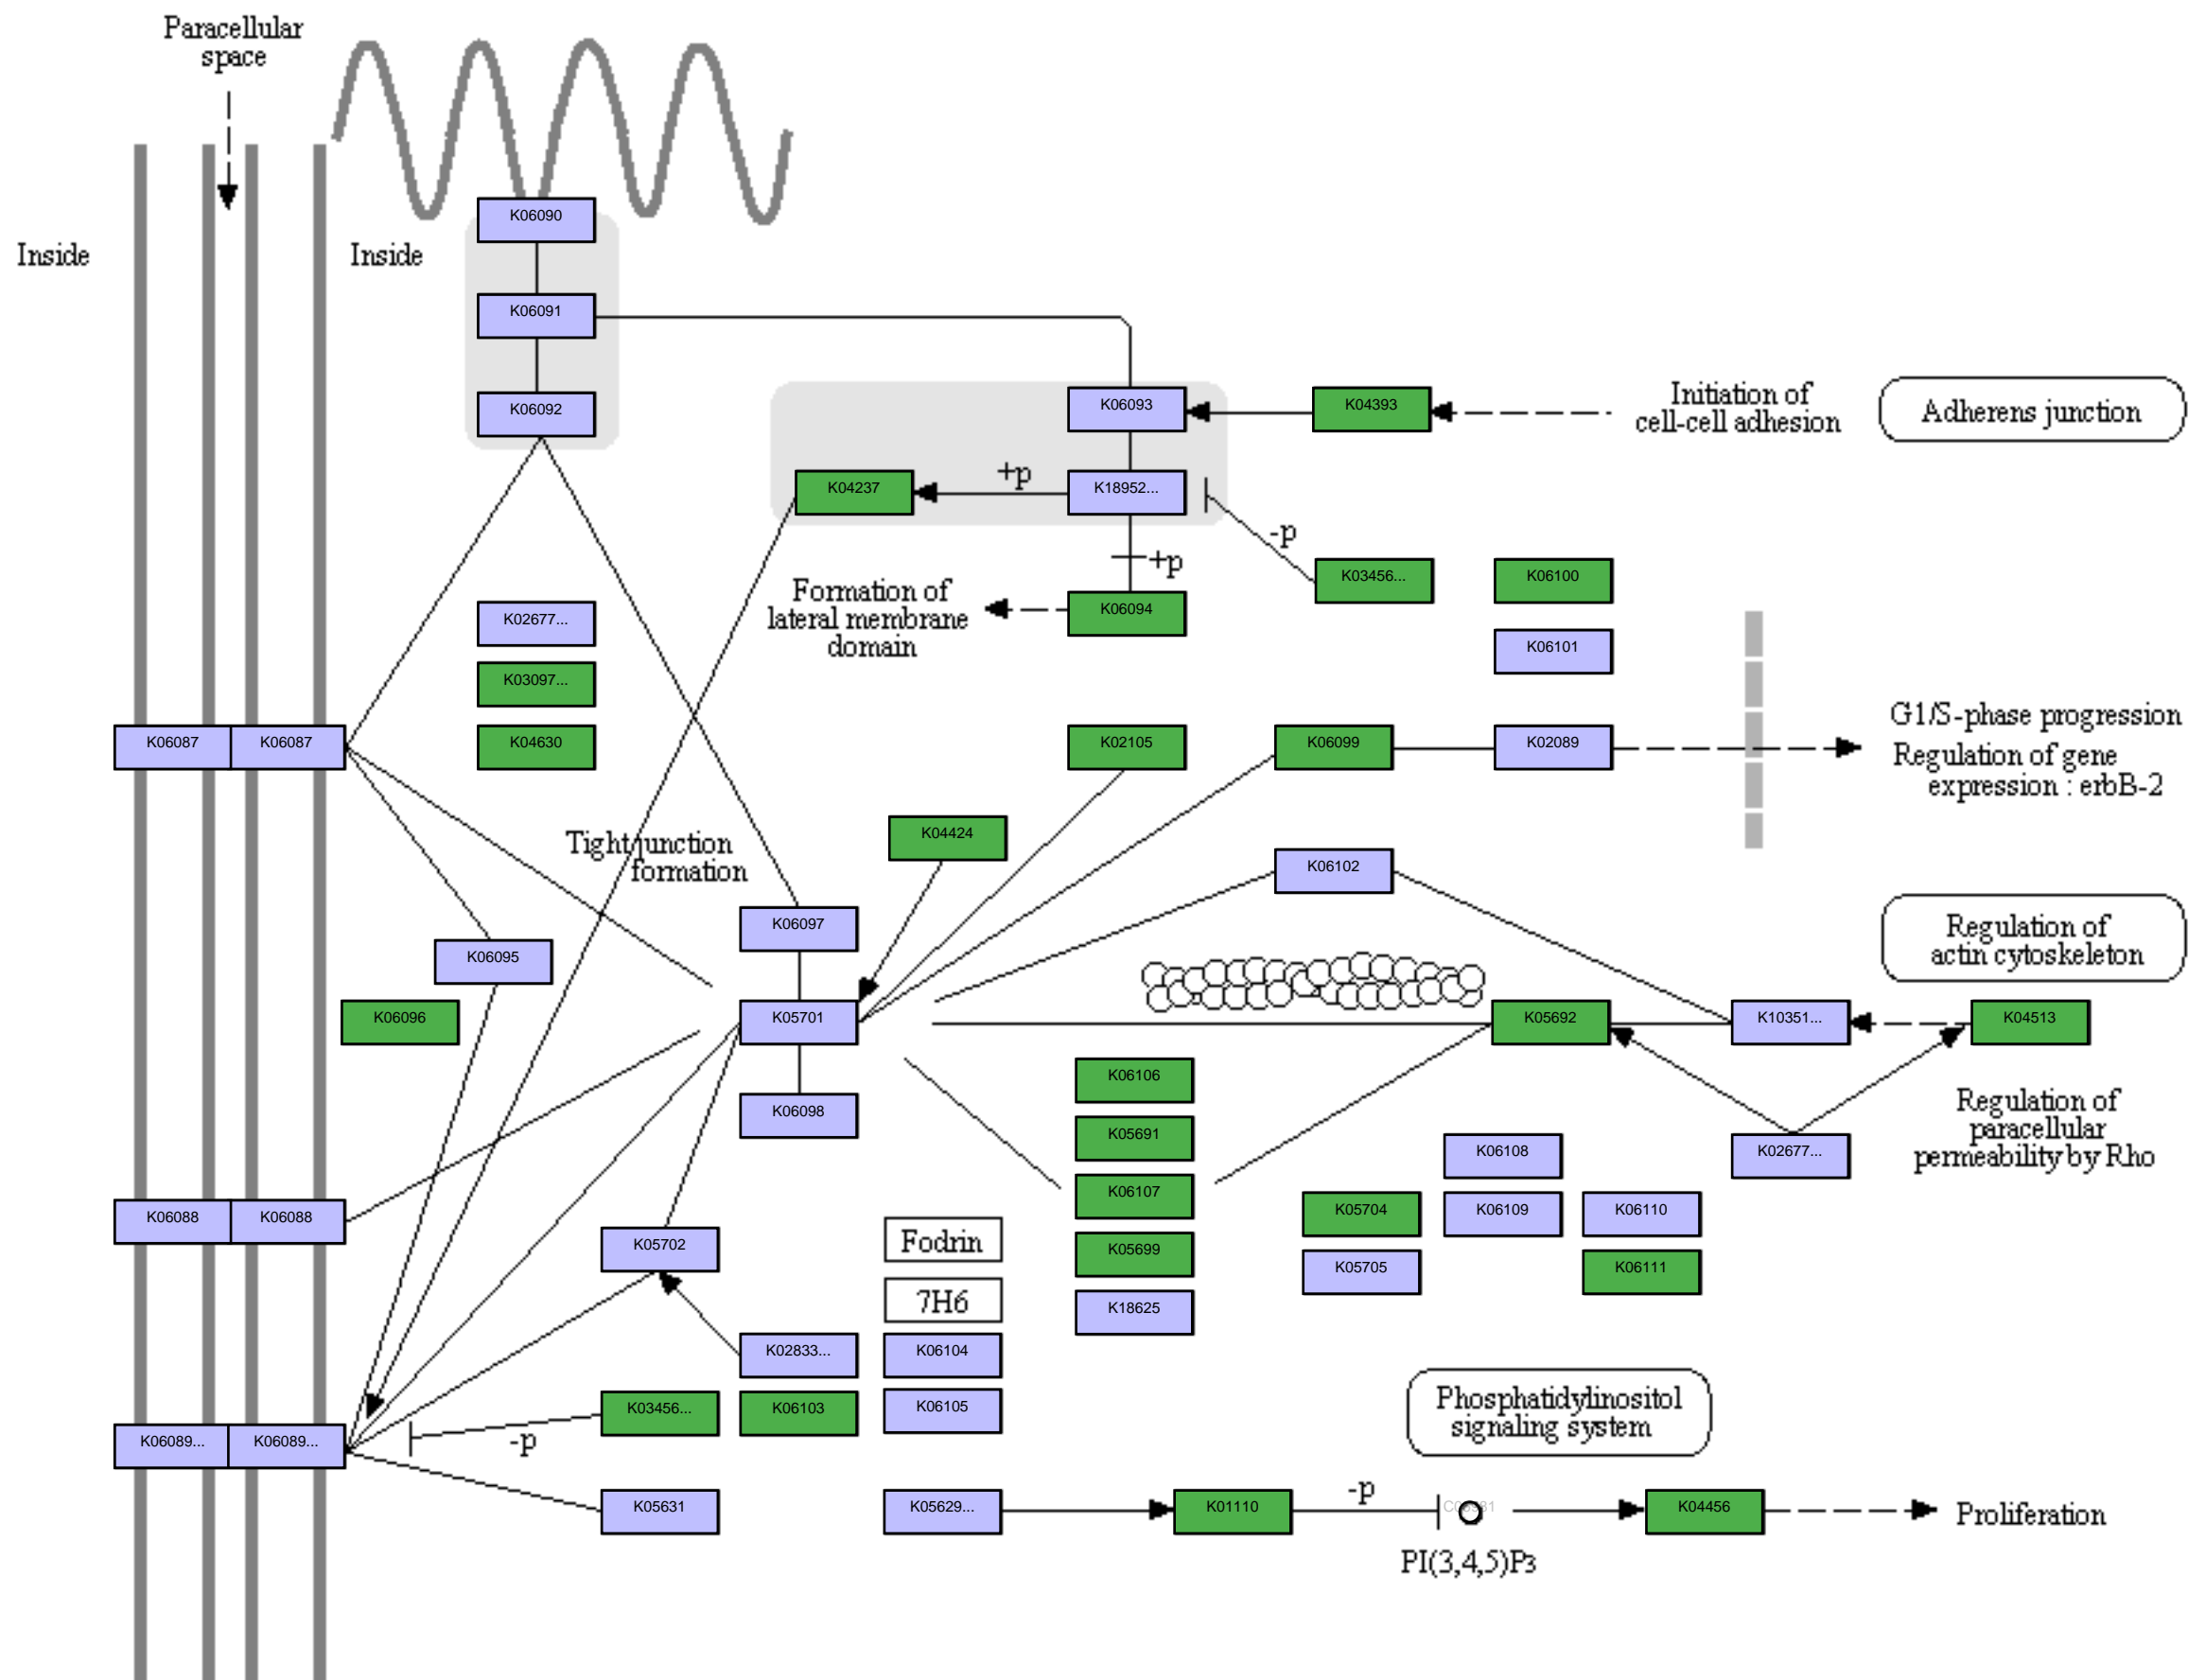 Paracellular
space
Inside
Inside
K06090
K06091
K06092
K06093
K04393
Initiation of
cell-cell adhesion
Adherens junction
K04237
+p
K18952...
-p
+p
Formation of
lateral membrane
domain
K06094
K03456...
K06100
K06101
K02677...
K03097...
K04630
K06087
K06087
K02105
K06099
K02089
G1/S-phase progression
Regulation of gene
expression : erbB-2
Tight junction
formation
K04424
K06102
K06097
K06095
K06096
K05701
K06098
K05692
K10351...
K04513
Regulation of
actin cytoskeleton
Regulation of
paracellular
permeability by Rho
K02677...
K06106
K05691
K06107
K05699
K18625
K06108
K05704
K06109
K06110
K05705
K06111
K06088
K06088
K05702
Fodrin
7H6
K02833...
K06104
K03456...
K06103
K06105
-p
K06089...
K06089...
K05631
K05629...
K01110
-p
Phosphatidylinositol
signaling system
PI(3,4,5)P3
K04456
Proliferation